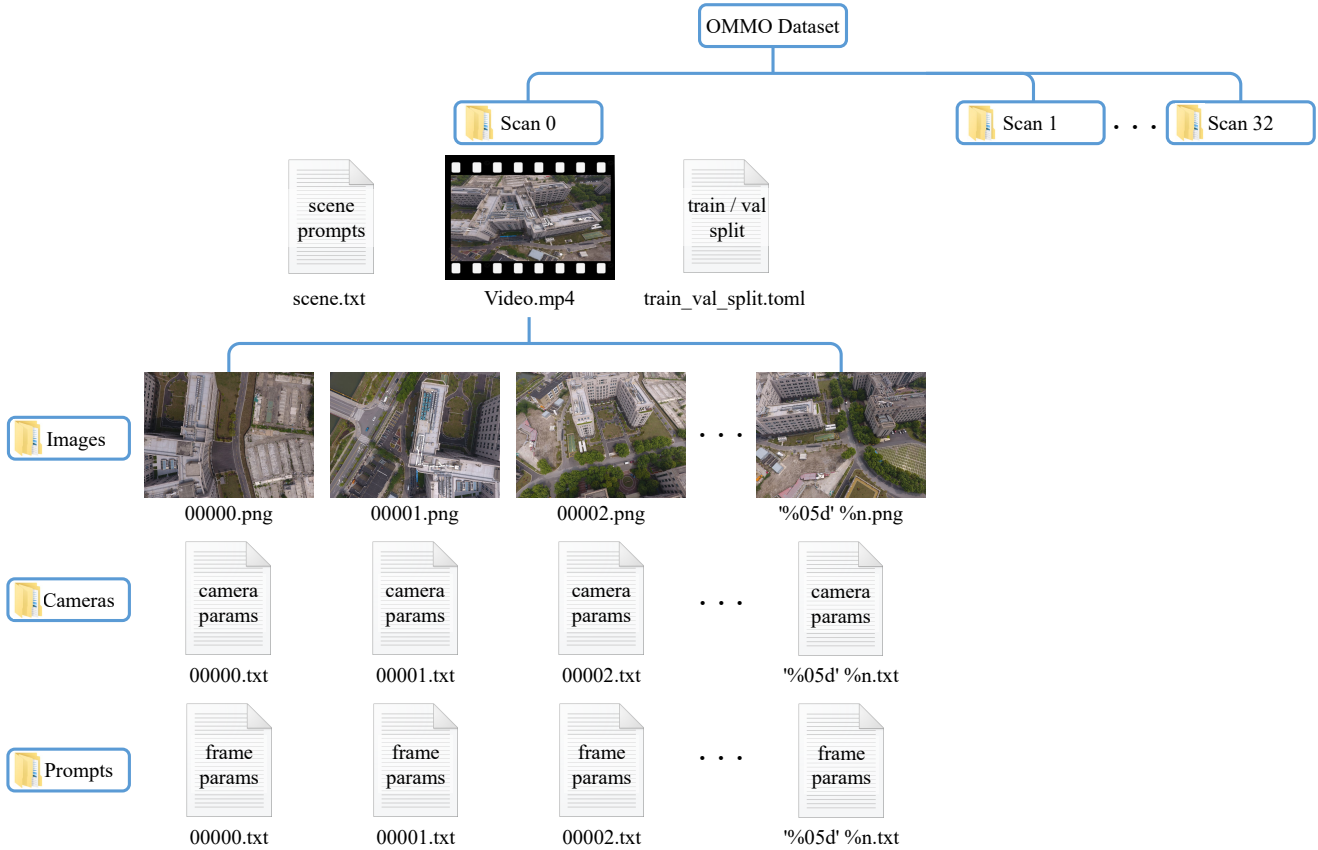 OMMO Dataset
Scan 0
Scan 1
. . .
Scan 32
scene
prompts
train / val
split
scene.txt
Video.mp4
train_val_split.toml
Images
. . .
00000.png
00001.png
00002.png
'%05d' %n.png
Cameras
camera
params
camera
params
camera
params
. . .
camera
params
00000.txt
00001.txt
00002.txt
'%05d' %n.txt
Prompts
frame
params
frame
params
frame
params
. . .
frame
params
00000.txt
00001.txt
00002.txt
'%05d' %n.txt